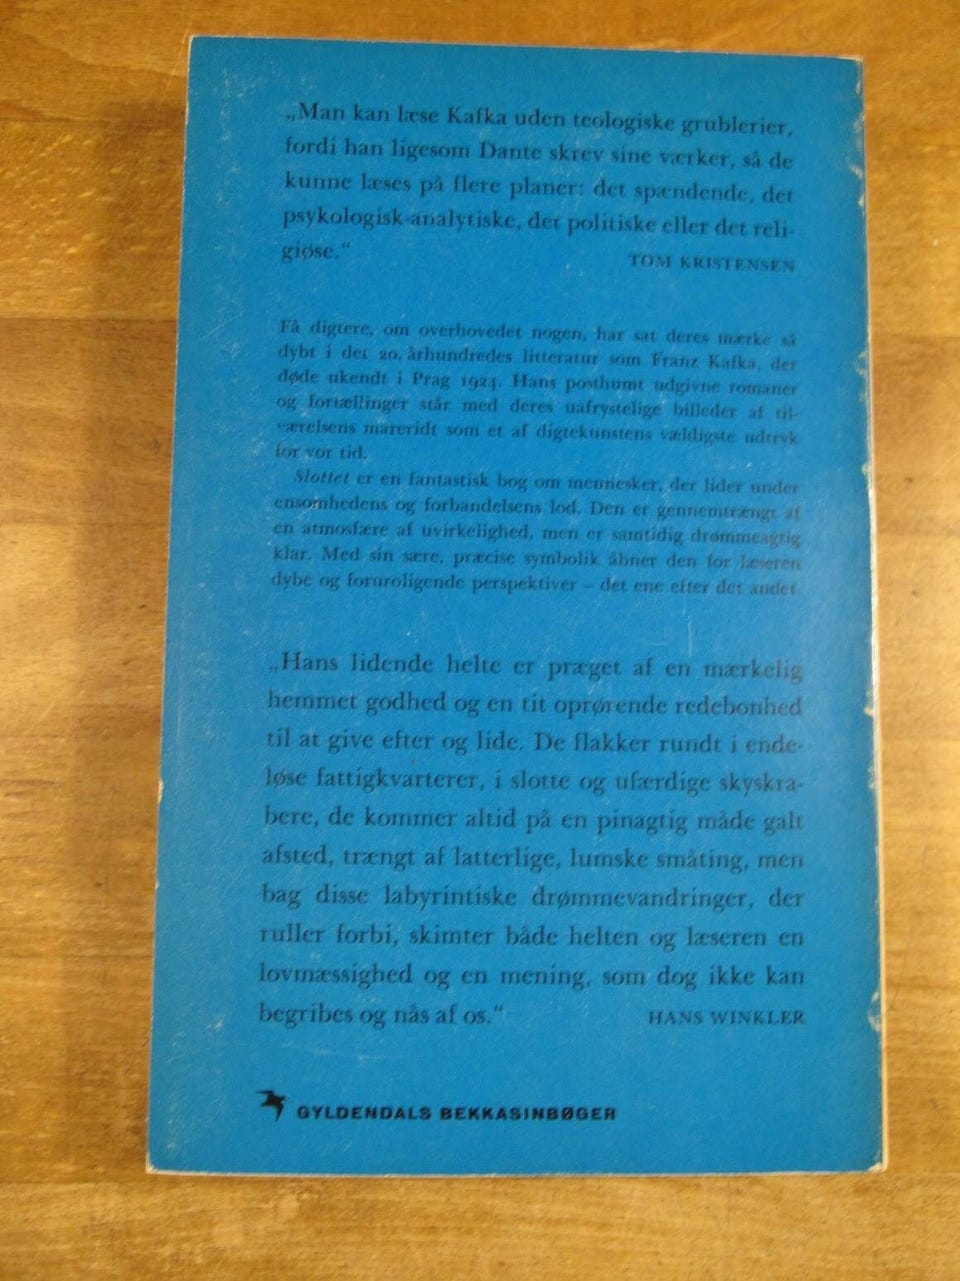 „Man kan læse Kafka uden teologiske grublerier,
fordi han ligesom Dante skrev sine værker, så de
kunne læses på flere planer: det spændende, det
psykologisk-analytiske, det politiske eller det reli-
giøse.“
TOM KRISTENSEN
Få digtere, om overhovedet nogen, har sat deres mærke så
dybt i det 20. århundredes litteratur som Franz Kafka, der
døde ukendt i Prag 1924. Hans posthumt udgivne romaner
og fortællinger står med deres uafrystelige billeder af til-
værelsens mareridt som et af digtekunstens vældigste udtryk
for vor tid.
Slottet er en fantastisk bog om mennesker, der lider under
ensomhedens og forbandelsens lod. Den er gennemtrængt af
en atmosfære af uvirkelighed, men er samtidig drømmeagtig
klar. Med sin sære, præcise symbolik åbner den for læseren
dybe og foruroligende perspektiver – det ene efter det andet.
„Hans lidende helte er præget af en mærkelig
hemmet godhed og en tit oprørende redebonhed
til at give efter og lide. De flakker rundt i ende-
løse fattigkvarterer, i slotte og ufærdige skyskra-
bere, de kommer altid på en pinagtig måde galt
afsted, trængt af latterlige, lumske småting, men
bag disse labyrintiske drømmevandringer, der
ruller forbi, skimter både helten og læseren en
lovmæssighed og en mening, som dog ikke kan
begribes og nås af os.“
HANS WINKLER
GYLDENDALS BEKKASINBØGER